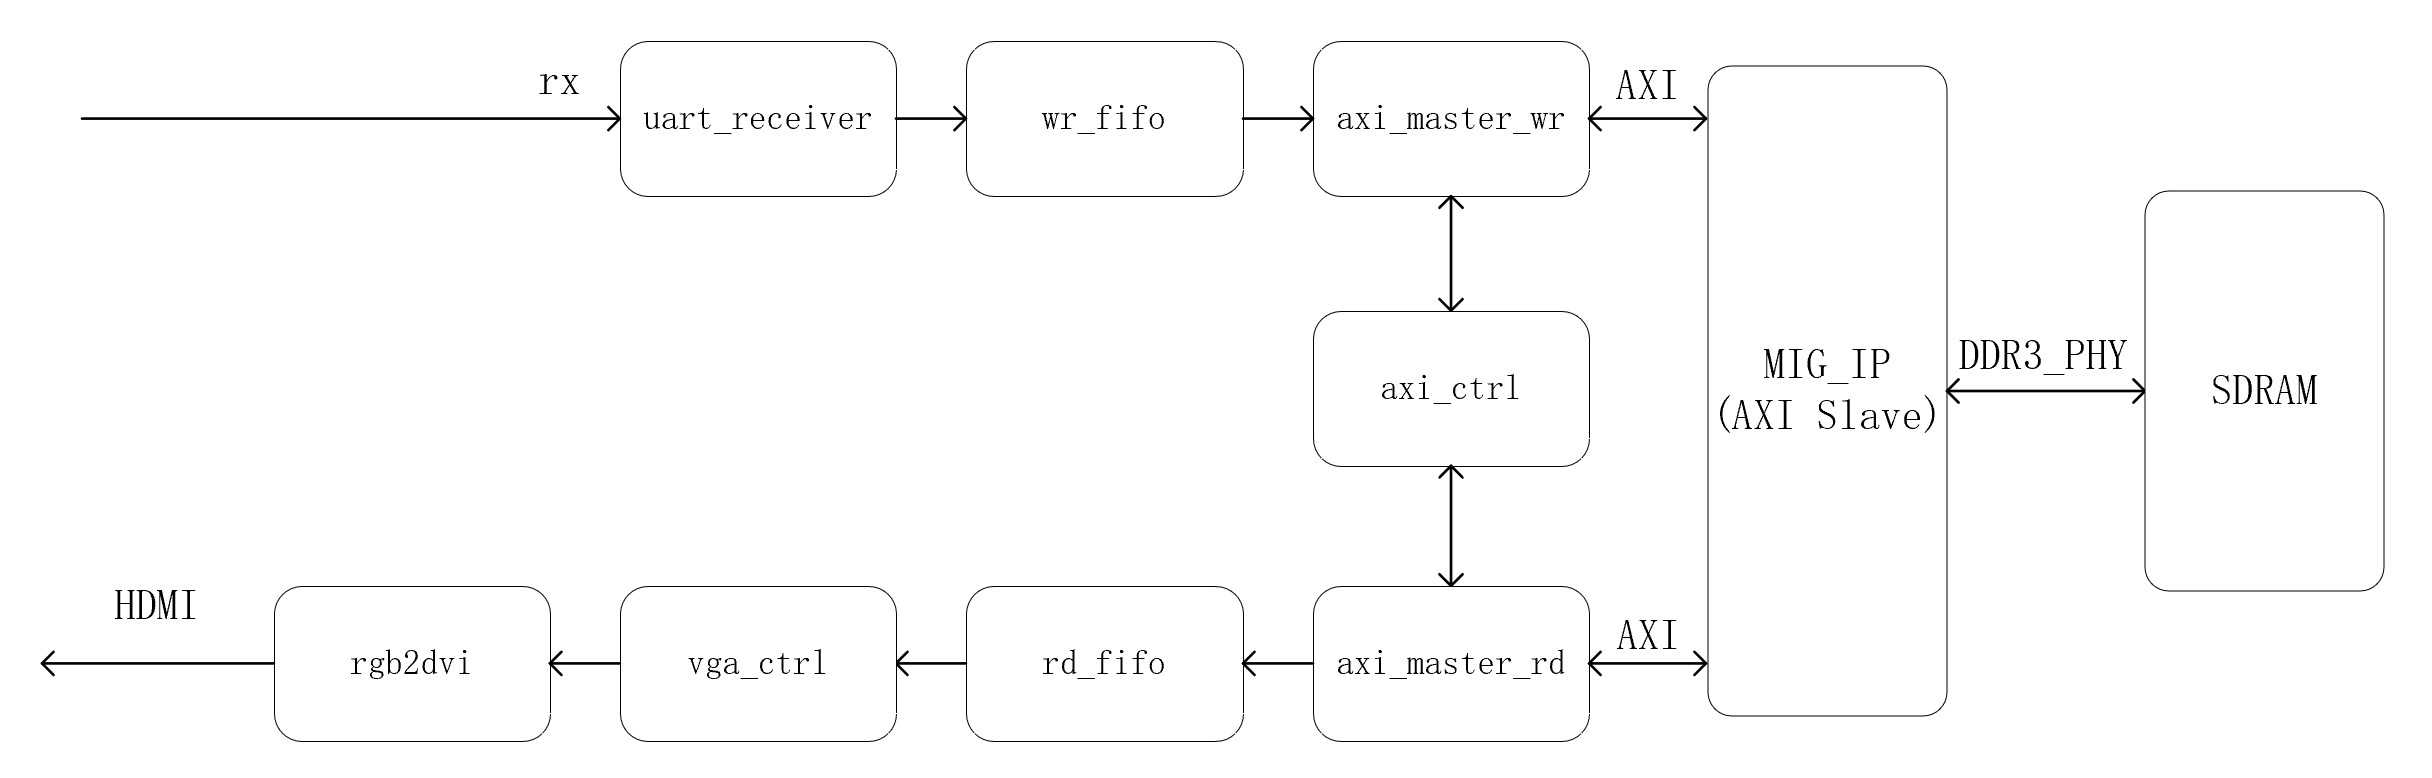 rx
uart_receiver
wr_fifo
axi_master_wr
AXI
axi_ctrl
MIG_IP
(AXI Slave)
DDR3_PHY
SDRAM
HDMI
rgb2dvi
vga_ctrl
rd_fifo
axi_master_rd
AXI